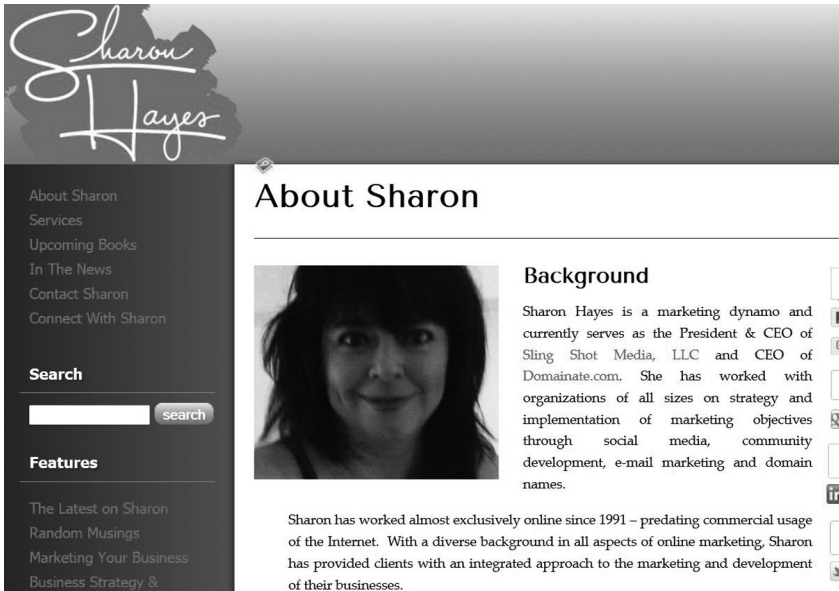 Sharon
Hayes
About Sharon
Services
Upcoming Books
In The News
Contact Sharon
Connect With Sharon
Search
search
Features
The Latest on Sharon
Random Musings
Marketing Your Business
Business Strategy &
About Sharon
Background
Sharon Hayes is a marketing dynamo and
currently serves as the President & CEO of
Sling Shot Media, LLC and CEO of
Domainate.com. She has worked with
organizations of all sizes on strategy and
implementation of marketing objectives
through social media, community
development, e-mail marketing and domain
names.
Sharon has worked almost exclusively online since 1991 – predating commercial usage
of the Internet. With a diverse background in all aspects of online marketing, Sharon
has provided clients with an integrated approach to the marketing and development
of their businesses.
in